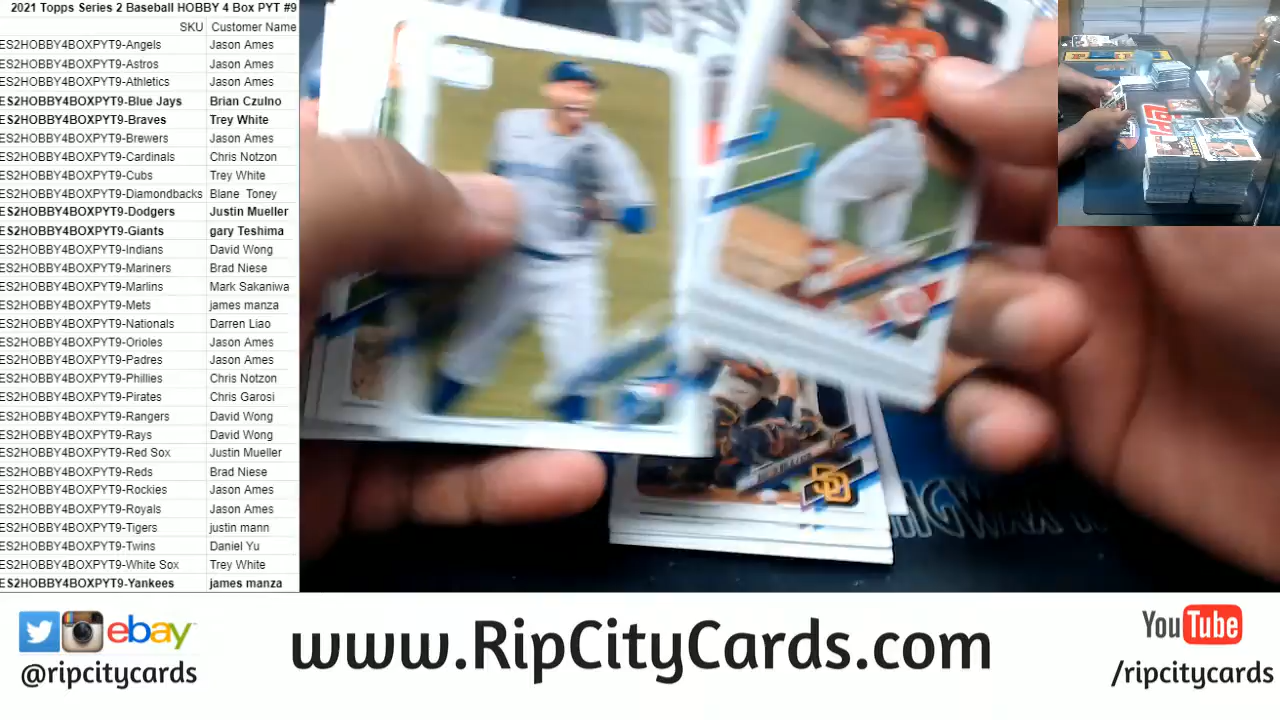 2021 Topps Series 2 Baseball HOBBY 4 Box PYT #9
SKU Customer Name
ES2HOBBY4BOXPYT9-Angels Jason Ames
ES2HOBBY4BOXPYT9-Astros Jason Ames
ES2HOBBY4BOXPYT9-Athletics Jason Ames
ES2HOBBY4BOXPYT9-Blue Jays Brian Czulno
ES2HOBBY4BOXPYT9-Braves Trey White
ES2HOBBY4BOXPYT9-Brewers Jason Ames
ES2HOBBY4BOXPYT9-Cardinals Chris Notzon
ES2HOBBY4BOXPYT9-Cubs Trey White
ES2HOBBY4BOXPYT9-Diamondbacks Blane Toney
ES2HOBBY4BOXPYT9-Dodgers Justin Mueller
ES2HOBBY4BOXPYT9-Giants gary Teshima
ES2HOBBY4BOXPYT9-Indians David Wong
ES2HOBBY4BOXPYT9-Mariners Brad Niese
ES2HOBBY4BOXPYT9-Marlins Mark Sakaniwa
ES2HOBBY4BOXPYT9-Mets james manza
ES2HOBBY4BOXPYT9-Nationals Darren Liao
ES2HOBBY4BOXPYT9-Orioles Jason Ames
ES2HOBBY4BOXPYT9-Padres Jason Ames
ES2HOBBY4BOXPYT9-Phillies Chris Notzon
ES2HOBBY4BOXPYT9-Pirates Chris Garosi
ES2HOBBY4BOXPYT9-Rangers David Wong
ES2HOBBY4BOXPYT9-Rays David Wong
ES2HOBBY4BOXPYT9-Red Sox Justin Mueller
ES2HOBBY4BOXPYT9-Reds Brad Niese
ES2HOBBY4BOXPYT9-Rockies Jason Ames
ES2HOBBY4BOXPYT9-Royals Jason Ames
ES2HOBBY4BOXPYT9-Tigers justin mann
ES2HOBBY4BOXPYT9-Twins Daniel Yu
ES2HOBBY4BOXPYT9-White Sox Trey White
ES2HOBBY4BOXPYT9-Yankees james manza
SD
ebay
@ripcitycards
www.RipCityCards.com
YouTube
/ripcitycards